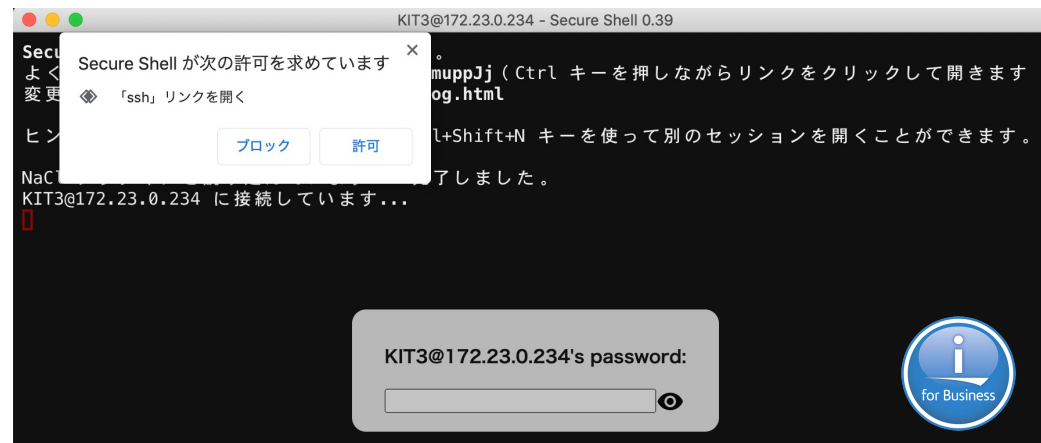 KIT3@172.23.0.234 - Secure Shell 0.39
Secure Shell が次の許可を求めています
「ssh」リンクを開く
ブロック 許可
。
よく muppJj (Ctrl キーを押しながらリンクをクリックして開きます
変更 og.html
ヒン l+Shift+N キーを使って別のセッションを開くことができます。
NaCl 完了しました。
KIT3@172.23.0.234 に接続しています...
KIT3@172.23.0.234's password:
i
for Business